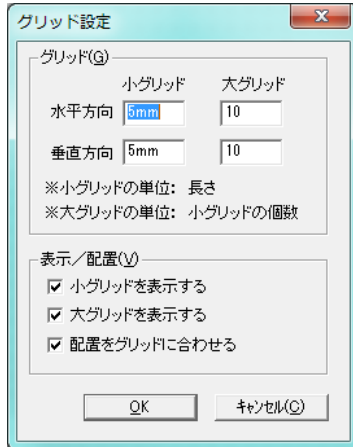 グリッド設定
グリッド(G)
小グリッド 大グリッド
水平方向 5mm 10
垂直方向 5mm 10
※小グリッドの単位: 長さ
※大グリッドの単位: 小グリッドの個数
表示/配置(V)
小グリッドを表示する
大グリッドを表示する
配置をグリッドに合わせる
OK キャンセル(C)